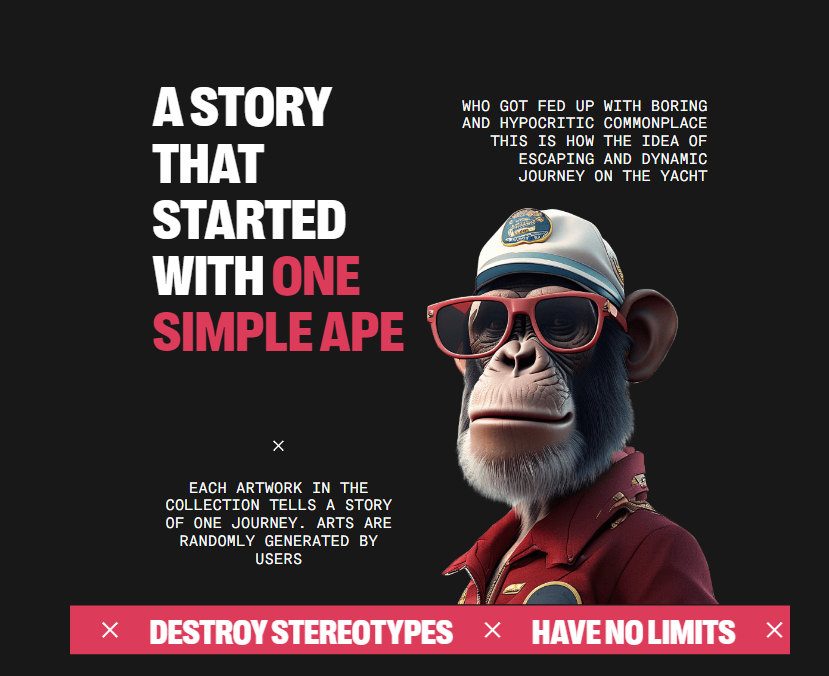 A STORY
THAT
STARTED
WITH ONE
SIMPLE APE
WHO GOT FED UP WITH BORING
AND HYPOCRITIC COMMONPLACE
THIS IS HOW THE IDEA OF
ESCAPING AND DYNAMIC
JOURNEY ON THE YACHT
EACH ARTWORK IN THE
COLLECTION TELLS A STORY
OF ONE JOURNEY. ARTS ARE
RANDOMLY GENERATED BY
USERS
DESTROY STEREOTYPES
HAVE NO LIMITS